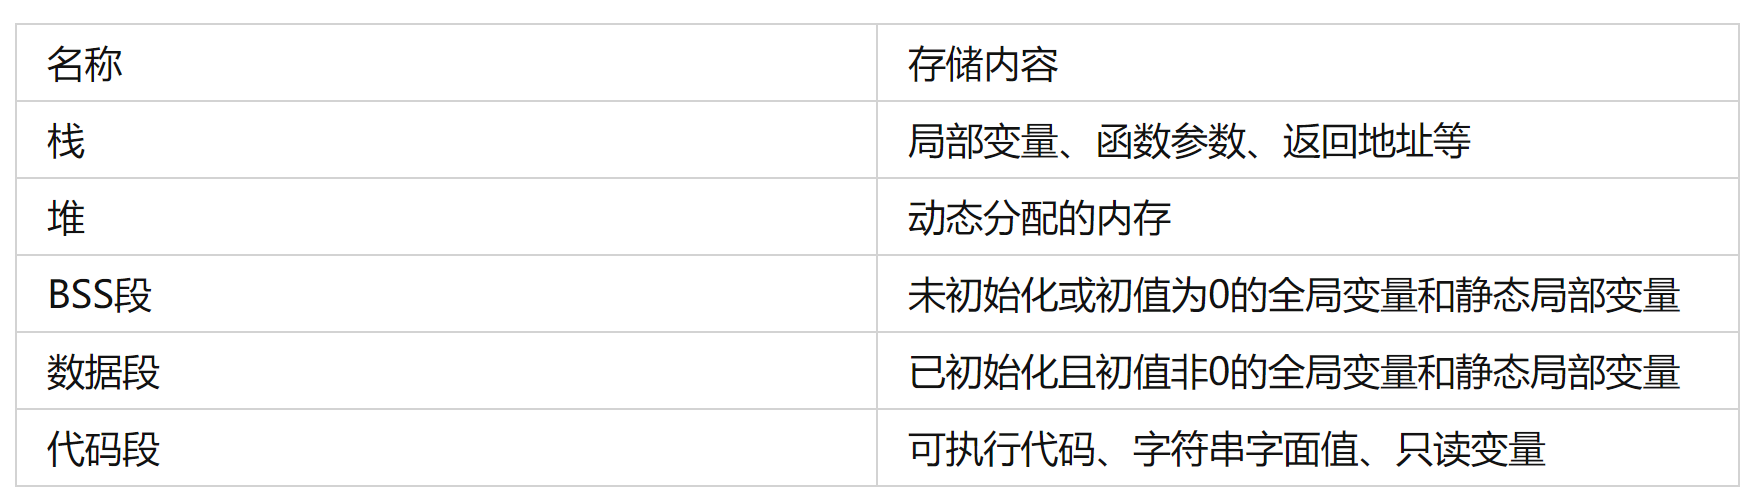 名称 存储内容
栈 局部变量、函数参数、返回地址等
堆 动态分配的内存
BSS段 未初始化或初值为0的全局变量和静态局部变量
数据段 已初始化且初值非0的全局变量和静态局部变量
代码段 可执行代码、字符串字面值、只读变量